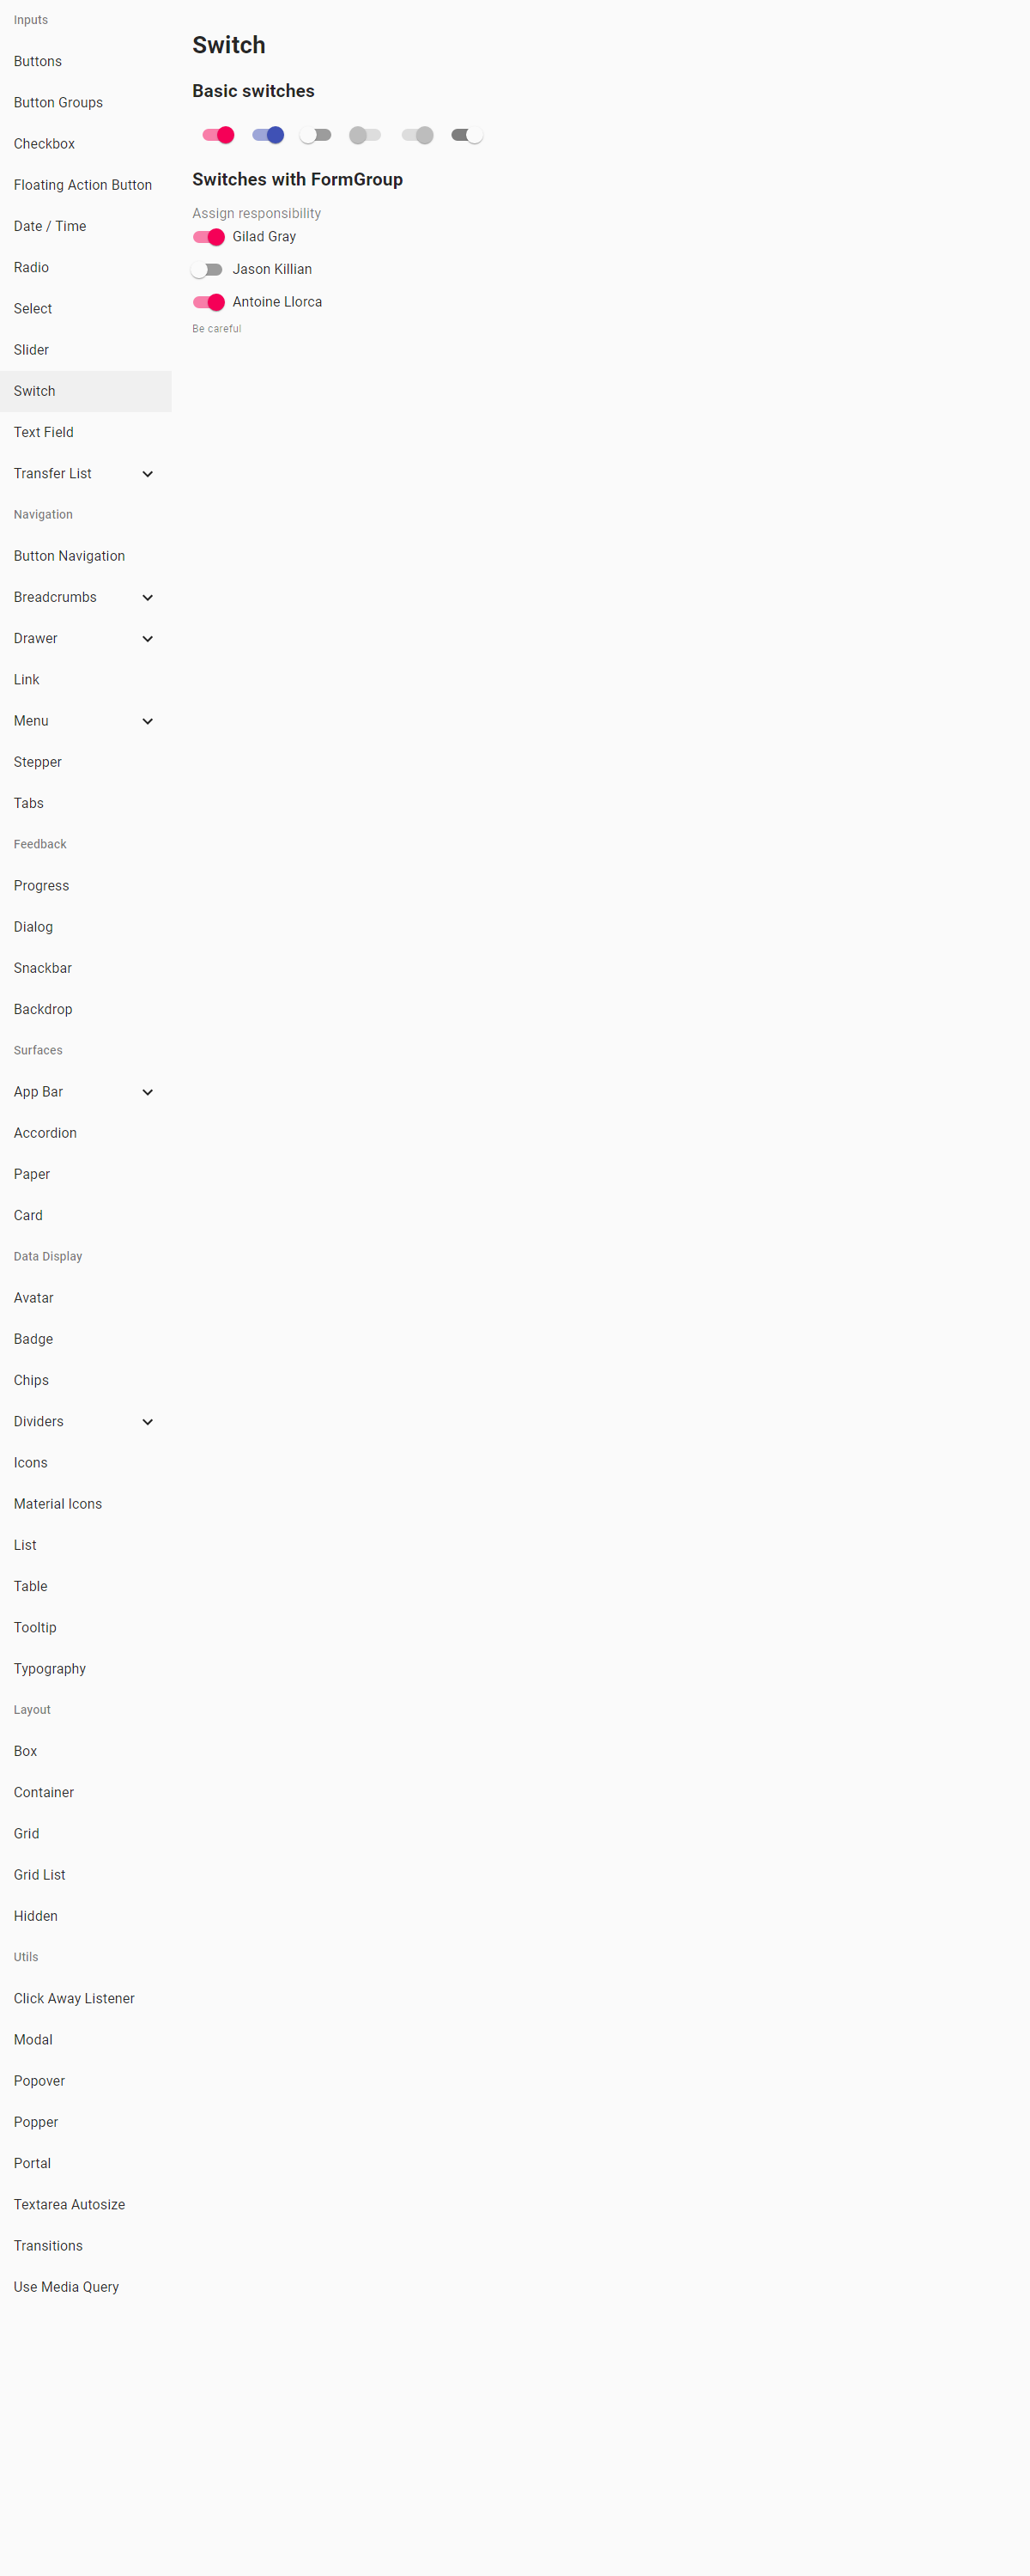 Inputs
Buttons
Button Groups
Checkbox
Floating Action Button
Date / Time
Radio
Select
Slider
Switch
Text Field
Transfer List
Navigation
Button Navigation
Breadcrumbs
Drawer
Link
Menu
Stepper
Tabs
Feedback
Progress
Dialog
Snackbar
Backdrop
Surfaces
App Bar
Accordion
Paper
Card
Data Display
Avatar
Badge
Chips
Dividers
Icons
Material Icons
List
Table
Tooltip
Typography
Layout
Box
Container
Grid
Grid List
Hidden
Utils
Click Away Listener
Modal
Popover
Popper
Portal
Textarea Autosize
Transitions
Use Media Query
Switch
Basic switches
Switches with FormGroup
Assign responsibility
Gilad Gray
Jason Killian
Antoine Llorca
Be careful